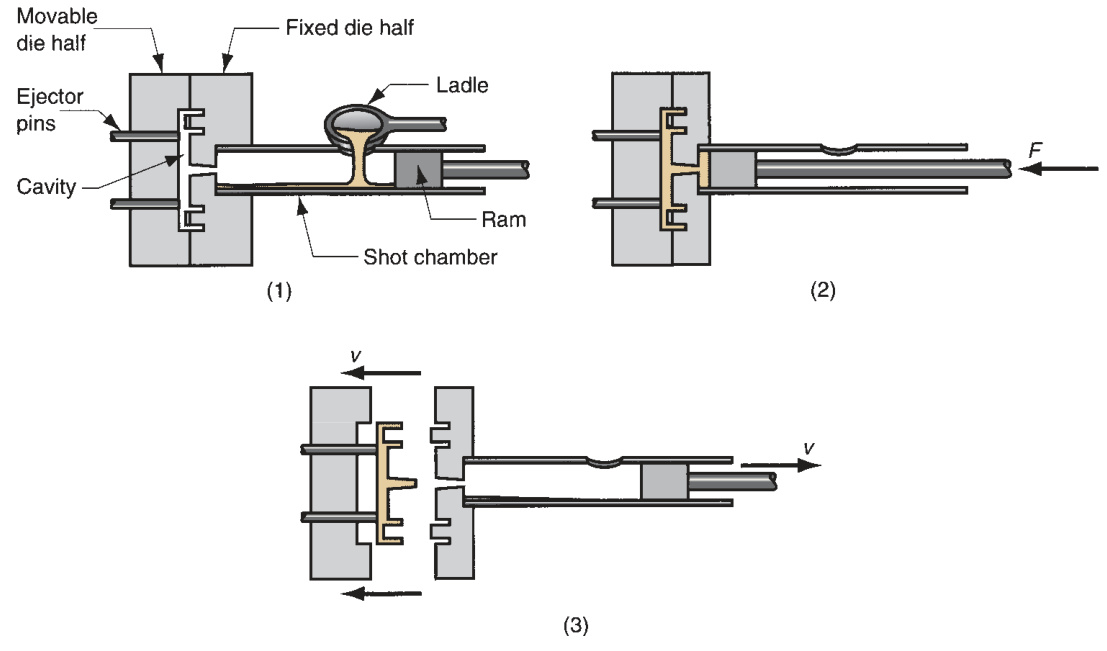 Movable
die half
Fixed die half
Ladle
Ejector
pins
Cavity
Ram
Shot chamber
(1)
F
(2)
v
v
(3)